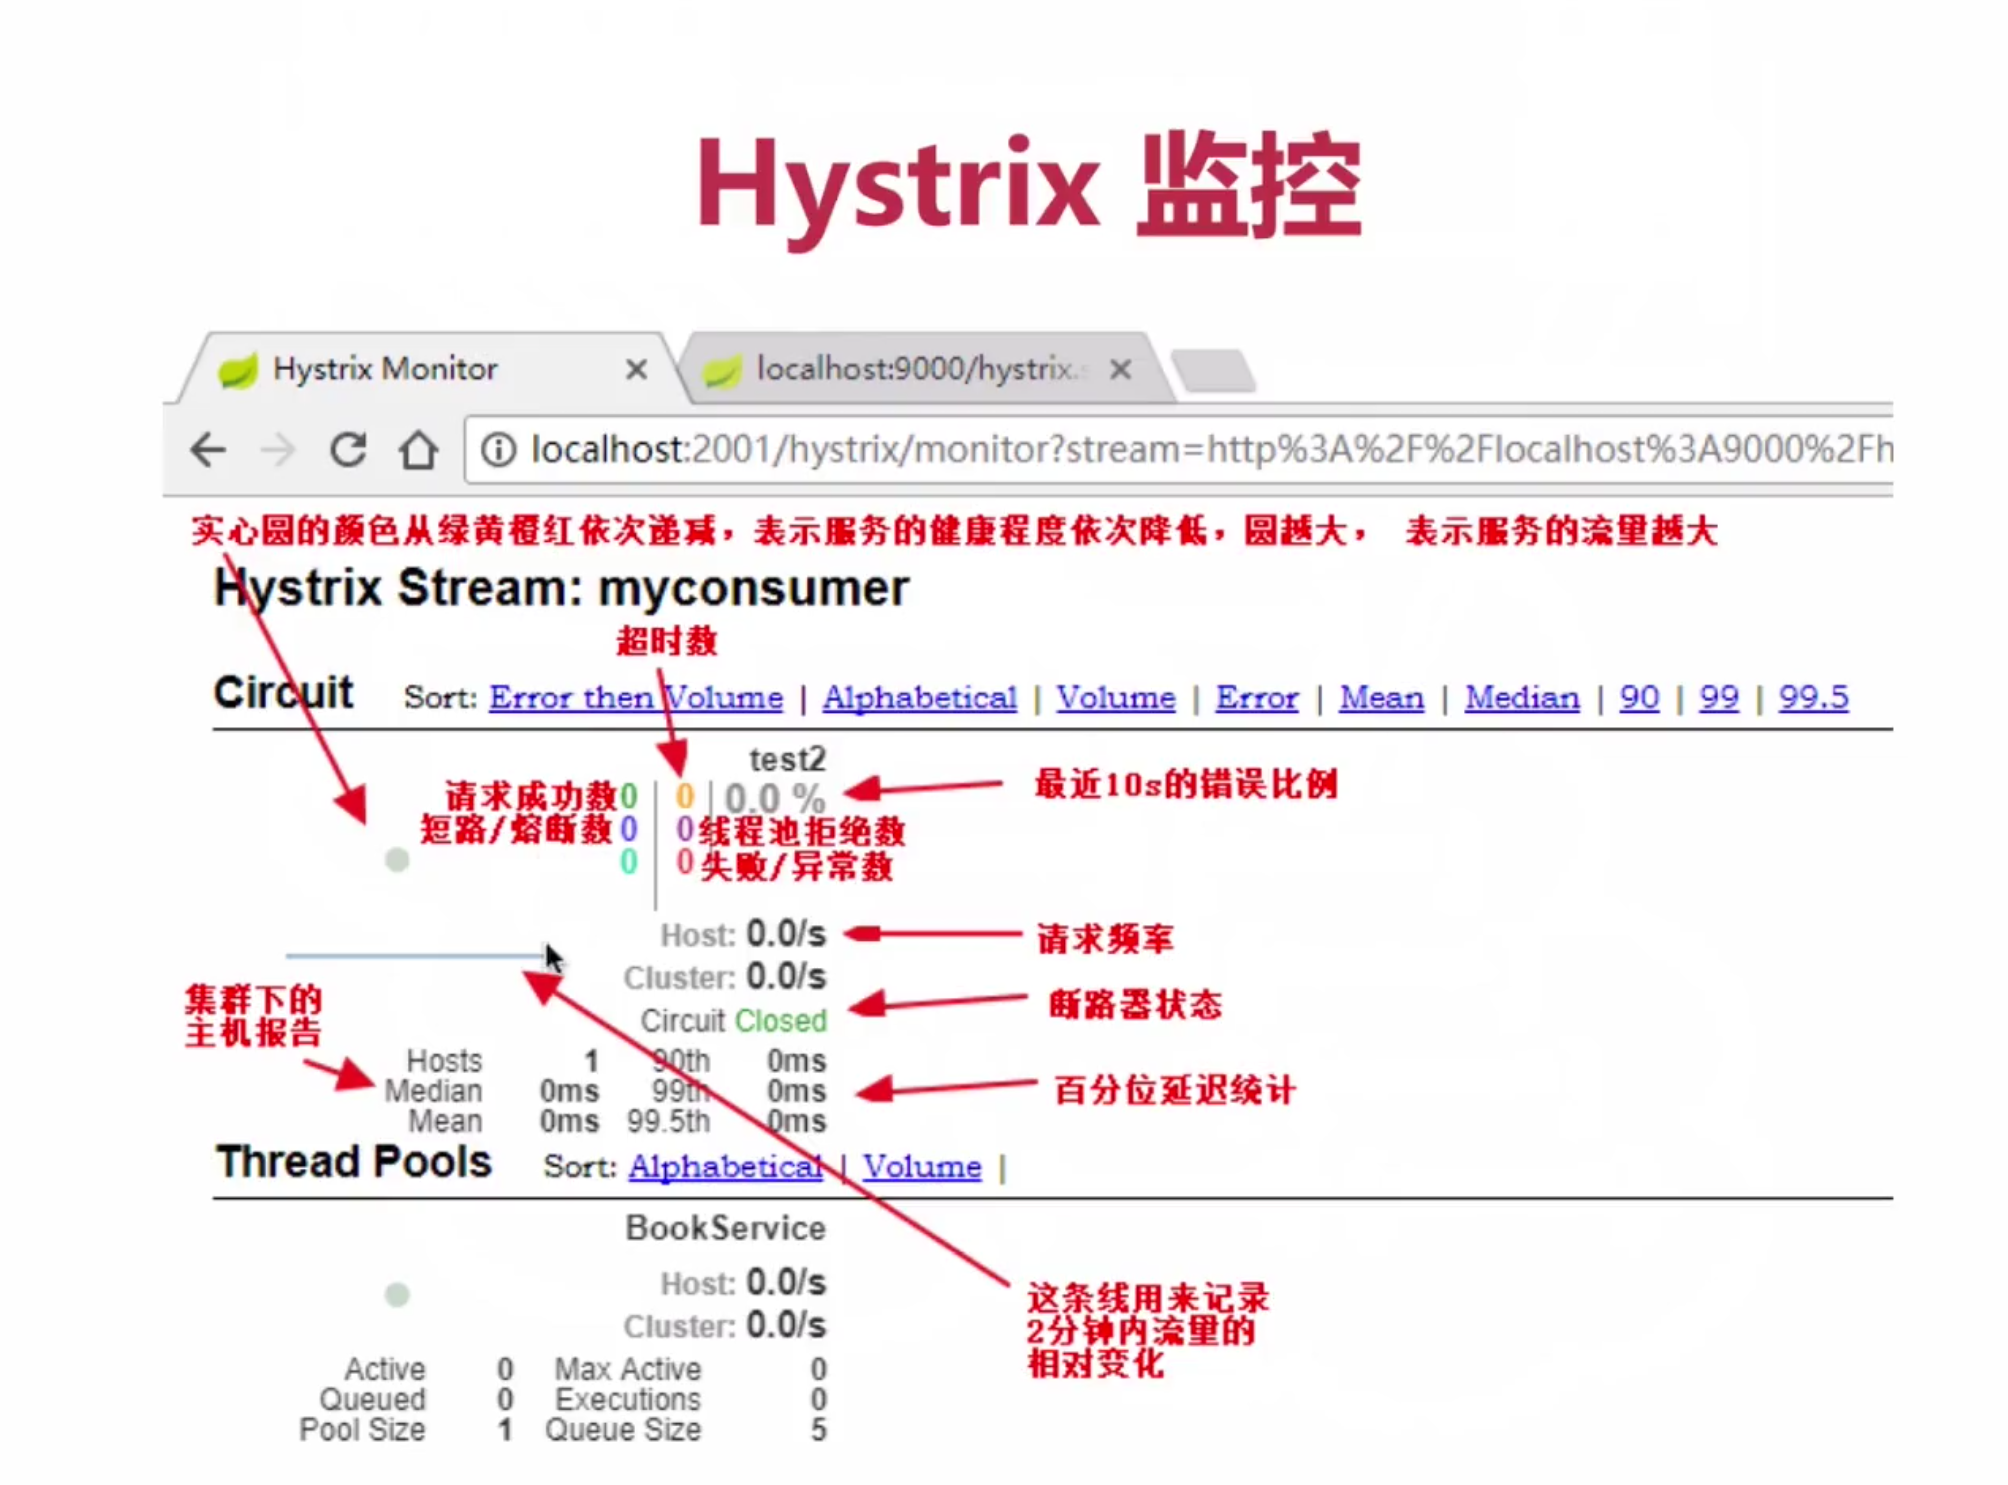 Hystrix 监控
Hystrix Monitor
localhost:9000/hystrix.
localhost:2001/hystrix/monitor?stream=http%3A%2F%2Flocalhost%3A9000%2Fh
实心圆的颜色从绿黄橙红依次递减，表示服务的健康程度依次降低，圆越大， 表示服务的流量越大
Hystrix Stream: myconsumer
超时数
Circuit Sort: Error then Volume | Alphabetical | Volume | Error | Mean | Median | 90 | 99 | 99.5
test2
请求成功数 0 | 0 | 0.0 % 最近10s的错误比例
短路/熔断数 0 0 线程池拒绝数
0 0 失败/异常数
Host: 0.0/s 请求频率
Cluster: 0.0/s
Circuit Closed 断路器状态
集群下的
主机报告
Hosts 1 90th 0ms
Median 0ms 99th 0ms 百分位延迟统计
Mean 0ms 99.5th 0ms
Thread Pools Sort: Alphabetical | Volume |
BookService
Host: 0.0/s
Cluster: 0.0/s
这条线用来记录
2分钟内流量的
相对变化
Active 0 Max Active 0
Queued 0 Executions 0
Pool Size 1 Queue Size 5